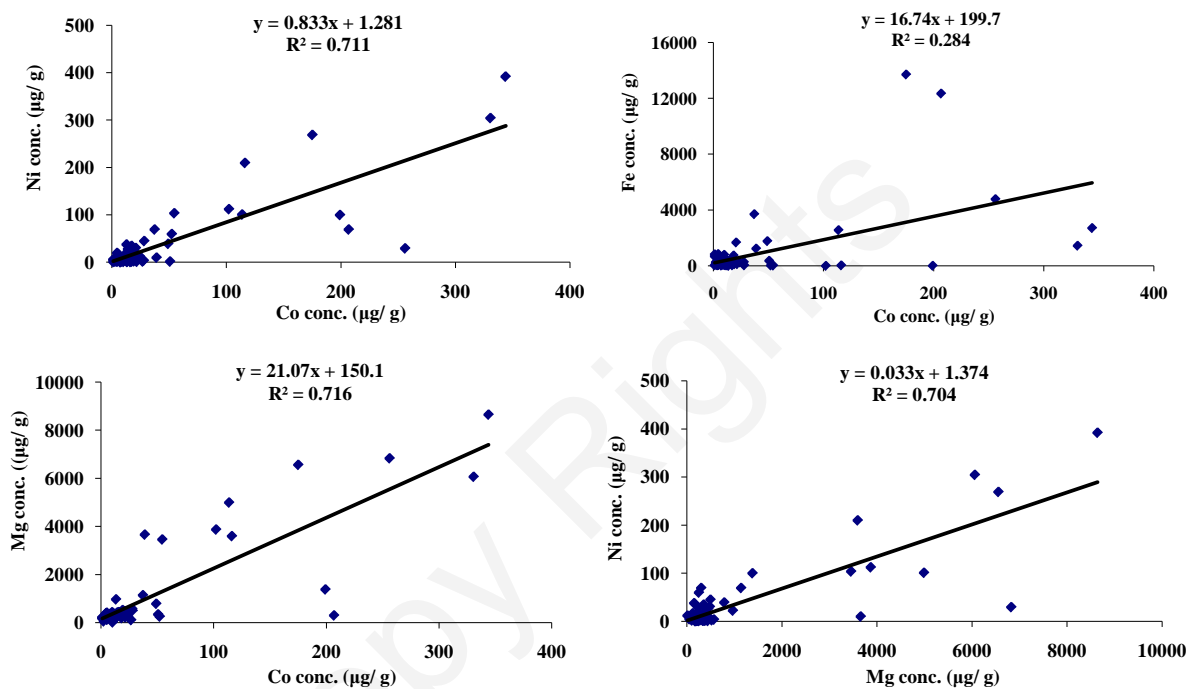 y = 0.833x + 1.281
R² = 0.711
500
400
300
200
100
0
0 100 200 300 400
Ni conc. (µg/ g)
Co conc. (µg/ g)
y = 16.74x + 199.7
R² = 0.284
16000
12000
8000
4000
0
0 100 200 300 400
Fe conc. (µg/ g)
Co conc. (µg/ g)
y = 21.07x + 150.1
R² = 0.716
10000
8000
6000
4000
2000
0
0 100 200 300 400
Mg conc. ((µg/ g)
Co conc. (µg/ g)
y = 0.033x + 1.374
R² = 0.704
500
400
300
200
100
0
0 2000 4000 6000 8000 10000
Ni conc. (µg/ g)
Mg conc. (µg/ g)
opy Rights